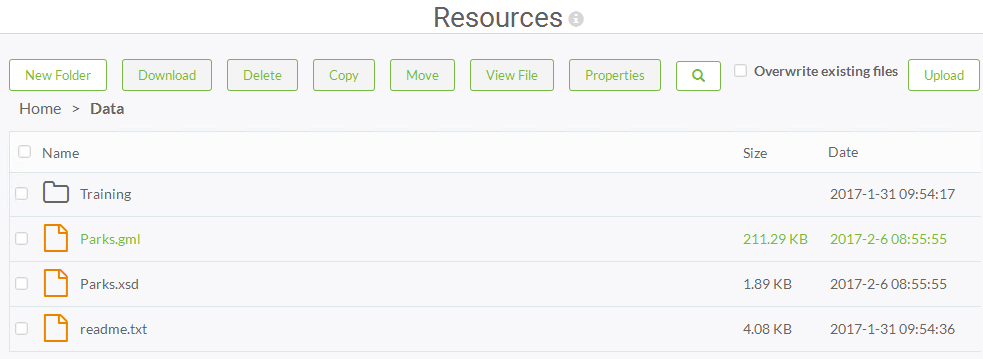 Resources
New Folder Download Delete Copy Move View File Properties Overwrite existing files Upload
Home > Data
Name Size Date
Training 2017-1-31 09:54:17
Parks.gml 211.29 KB 2017-2-6 08:55:55
Parks.xsd 1.89 KB 2017-2-6 08:55:55
readme.txt 4.08 KB 2017-1-31 09:54:36